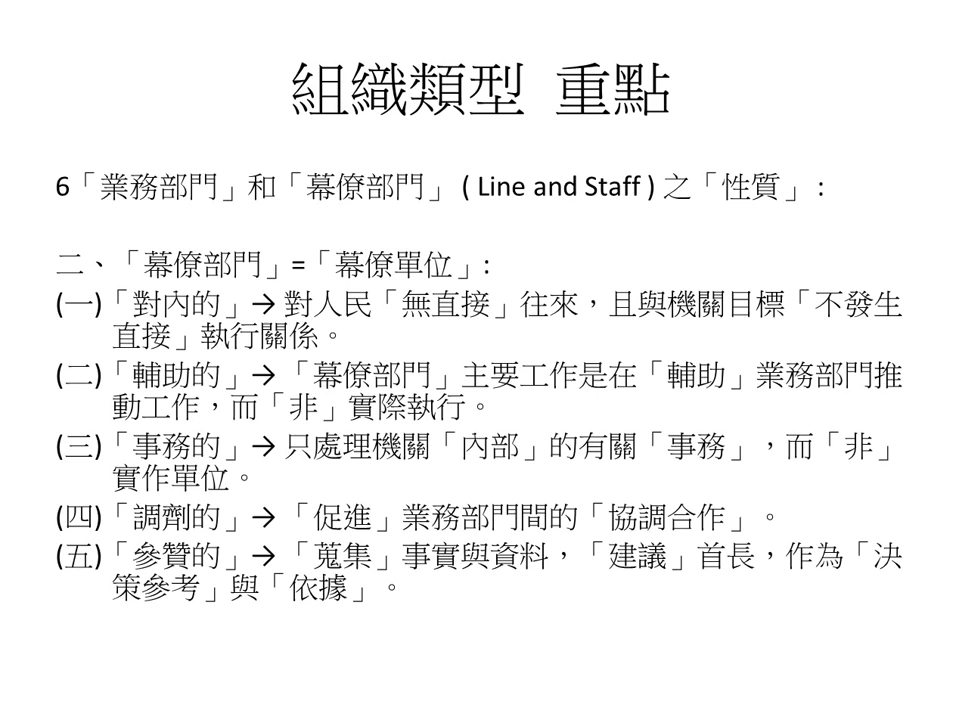 組織類型 重點
6「業務部門」和「幕僚部門」 ( Line and Staff ) 之「性質」 :
二、「幕僚部門」=「幕僚單位」:
(一)「對內的」→ 對人民「無直接」往來，且與機關目標「不發生
直接」執行關係。
(二)「輔助的」→ 「幕僚部門」主要工作是在「輔助」業務部門推
動工作，而「非」實際執行。
(三)「事務的」→ 只處理機關「內部」的有關「事務」，而「非」
實作單位。
(四)「調劑的」→ 「促進」業務部門間的「協調合作」。
(五)「參贊的」→ 「蒐集」事實與資料，「建議」首長，作為「決
策參考」與「依據」。